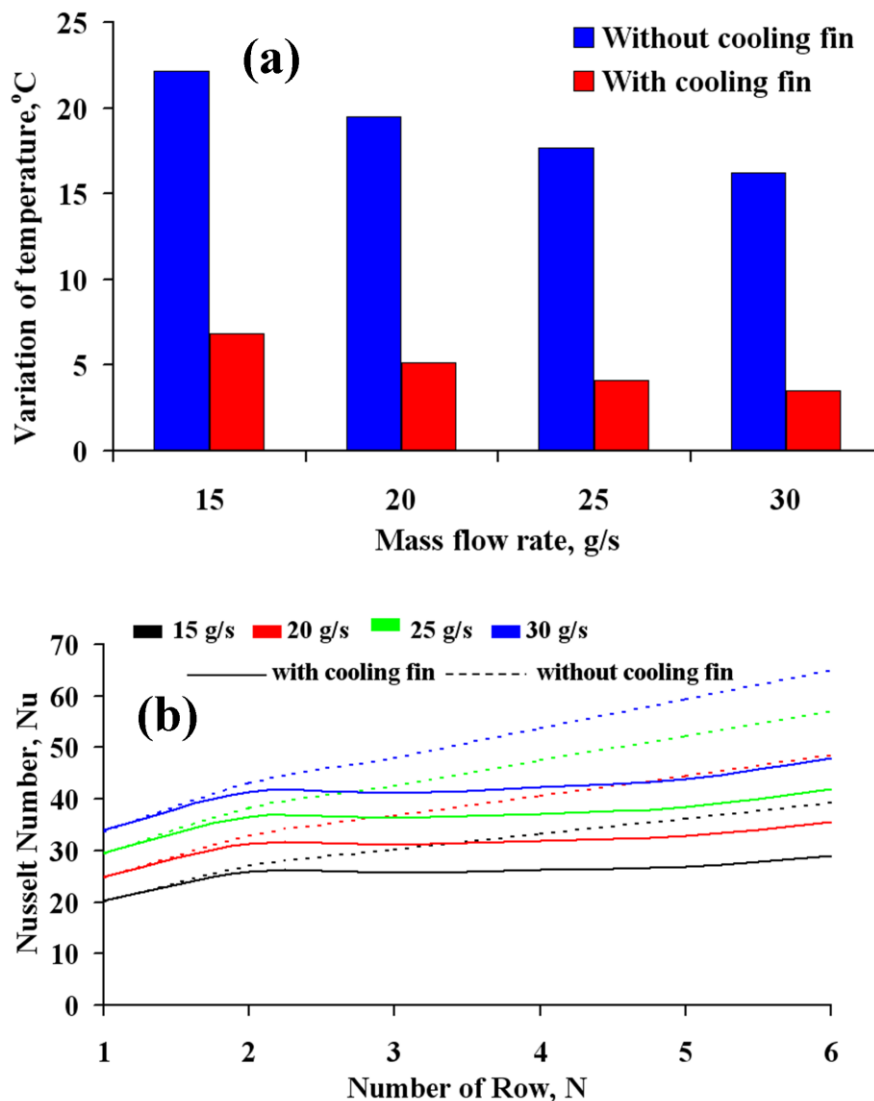 25
20
15
10
5
0
Variation of temperature,ºC
(a)
Without cooling fin
With cooling fin
15 20 25 30
Mass flow rate, g/s
15 g/s 20 g/s 25 g/s 30 g/s
with cooling fin without cooling fin
(b)
70
60
50
40
30
20
10
0
Nusselt Number, Nu
1 2 3 4 5 6
Number of Row, N